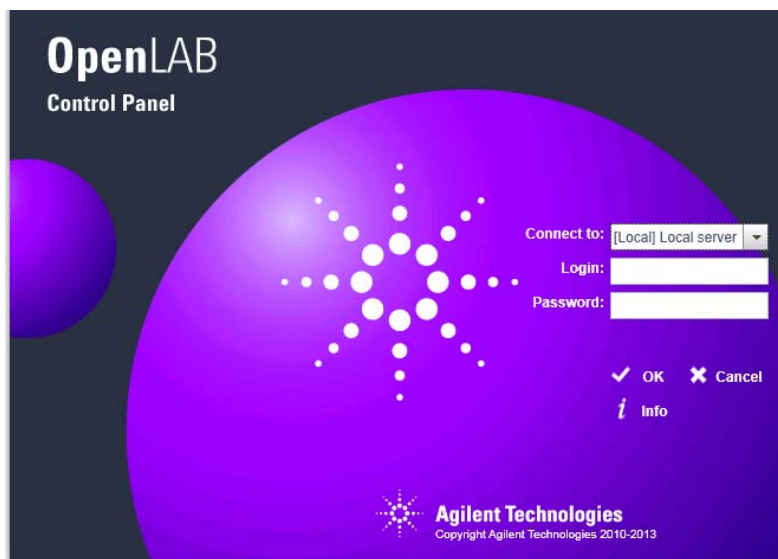 OpenLAB
Control Panel
Connect to: [Local] Local server
Login:
Password:
OK Cancel
i Info
Agilent Technologies
Copyright Agilent Technologies 2010-2013